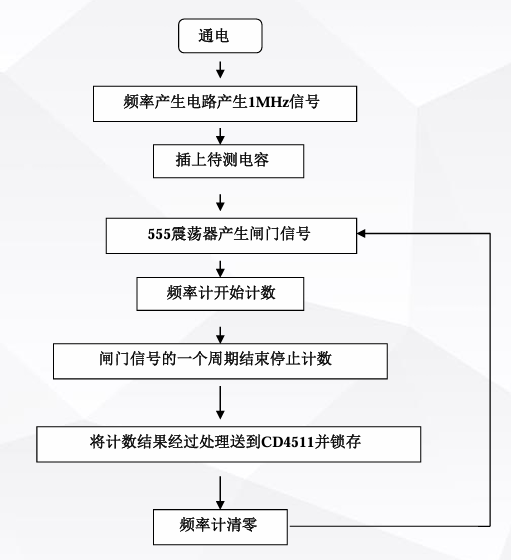 通电
频率产生电路产生1MHz信号
插上待测电容
555震荡器产生闸门信号
频率计开始计数
闸门信号的一个周期结束停止计数
将计数结果经过处理送到CD4511并锁存
频率计清零